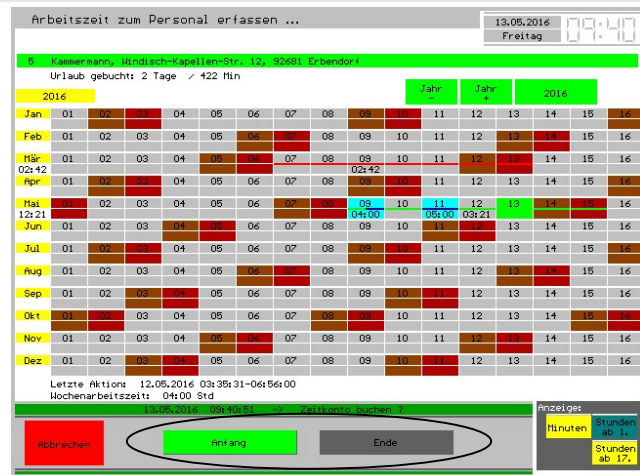 Arbeitszeit zum Personal erfassen ...
13.05.2016
Freitag
09:40
5 Kammermann, Windisch-Kapellen-Str. 12, 92681 Erbendorf
Urlaub gebucht: 2 Tage / 422 Min
Jahr -
Jahr +
2016
2016
Jan 01 02 03 04 05 06 07 08 09 10 11 12 13 14 15 16
Feb 01 02 03 04 05 06 07 08 09 10 11 12 13 14 15 16
Mär 01 02 03 04 05 06 07 08 09 10 11 12 13 14 15 16
02:42 02:42
Apr 01 02 03 04 05 06 07 08 09 10 11 12 13 14 15 16
Mai 01 02 03 04 05 06 07 08 09 10 11 12 13 14 15 16
12:21 04:00 05:00 03:21
Jun 01 02 03 04 05 06 07 08 09 10 11 12 13 14 15 16
Jul 01 02 03 04 05 06 07 08 09 10 11 12 13 14 15 16
Aug 01 02 03 04 05 06 07 08 09 10 11 12 13 14 15 16
Sep 01 02 03 04 05 06 07 08 09 10 11 12 13 14 15 16
Okt 01 02 03 04 05 06 07 08 09 10 11 12 13 14 15 16
Nov 01 02 03 04 05 06 07 08 09 10 11 12 13 14 15 16
Dez 01 02 03 04 05 06 07 08 09 10 11 12 13 14 15 16
Letzte Aktion: 12.05.2016 03:35:31-06:56:00
Wochenarbeitszeit: 04:00 Std
13.05.2016 09:40:51 -> Zeitkonto buchen ?
Abbrechen
Anfang
Ende
Anzeige:
Minuten
Stunden
ab 1.
Stunden
ab 17.